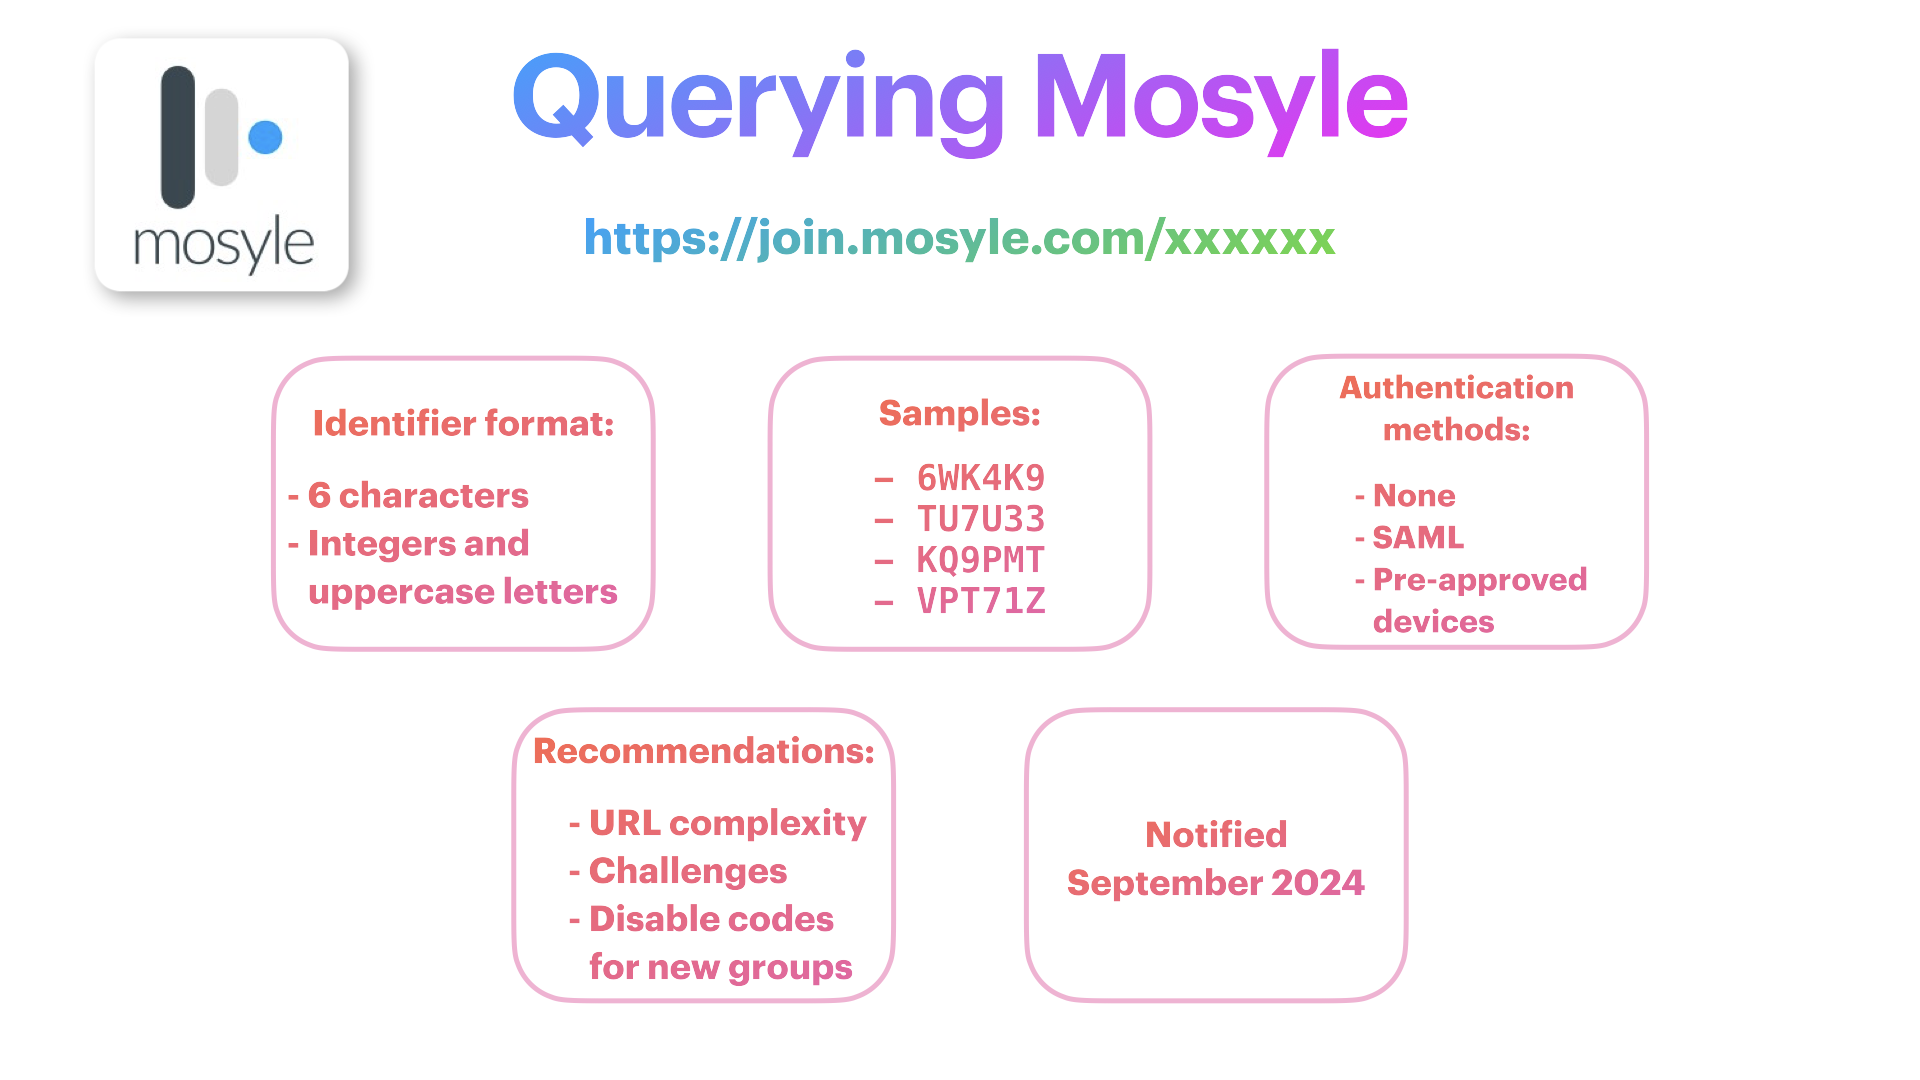 mosyle
Querying Mosyle
https://join.mosyle.com/xxxxxx
Identifier format:
- 6 characters
- Integers and
uppercase letters
Samples:
– 6WK4K9
– TU7U33
– KQ9PMT
– VPT71Z
Authentication
methods:
- None
- SAML
- Pre-approved
devices
Recommendations:
- URL complexity
- Challenges
- Disable codes
for new groups
Notified
September 2024